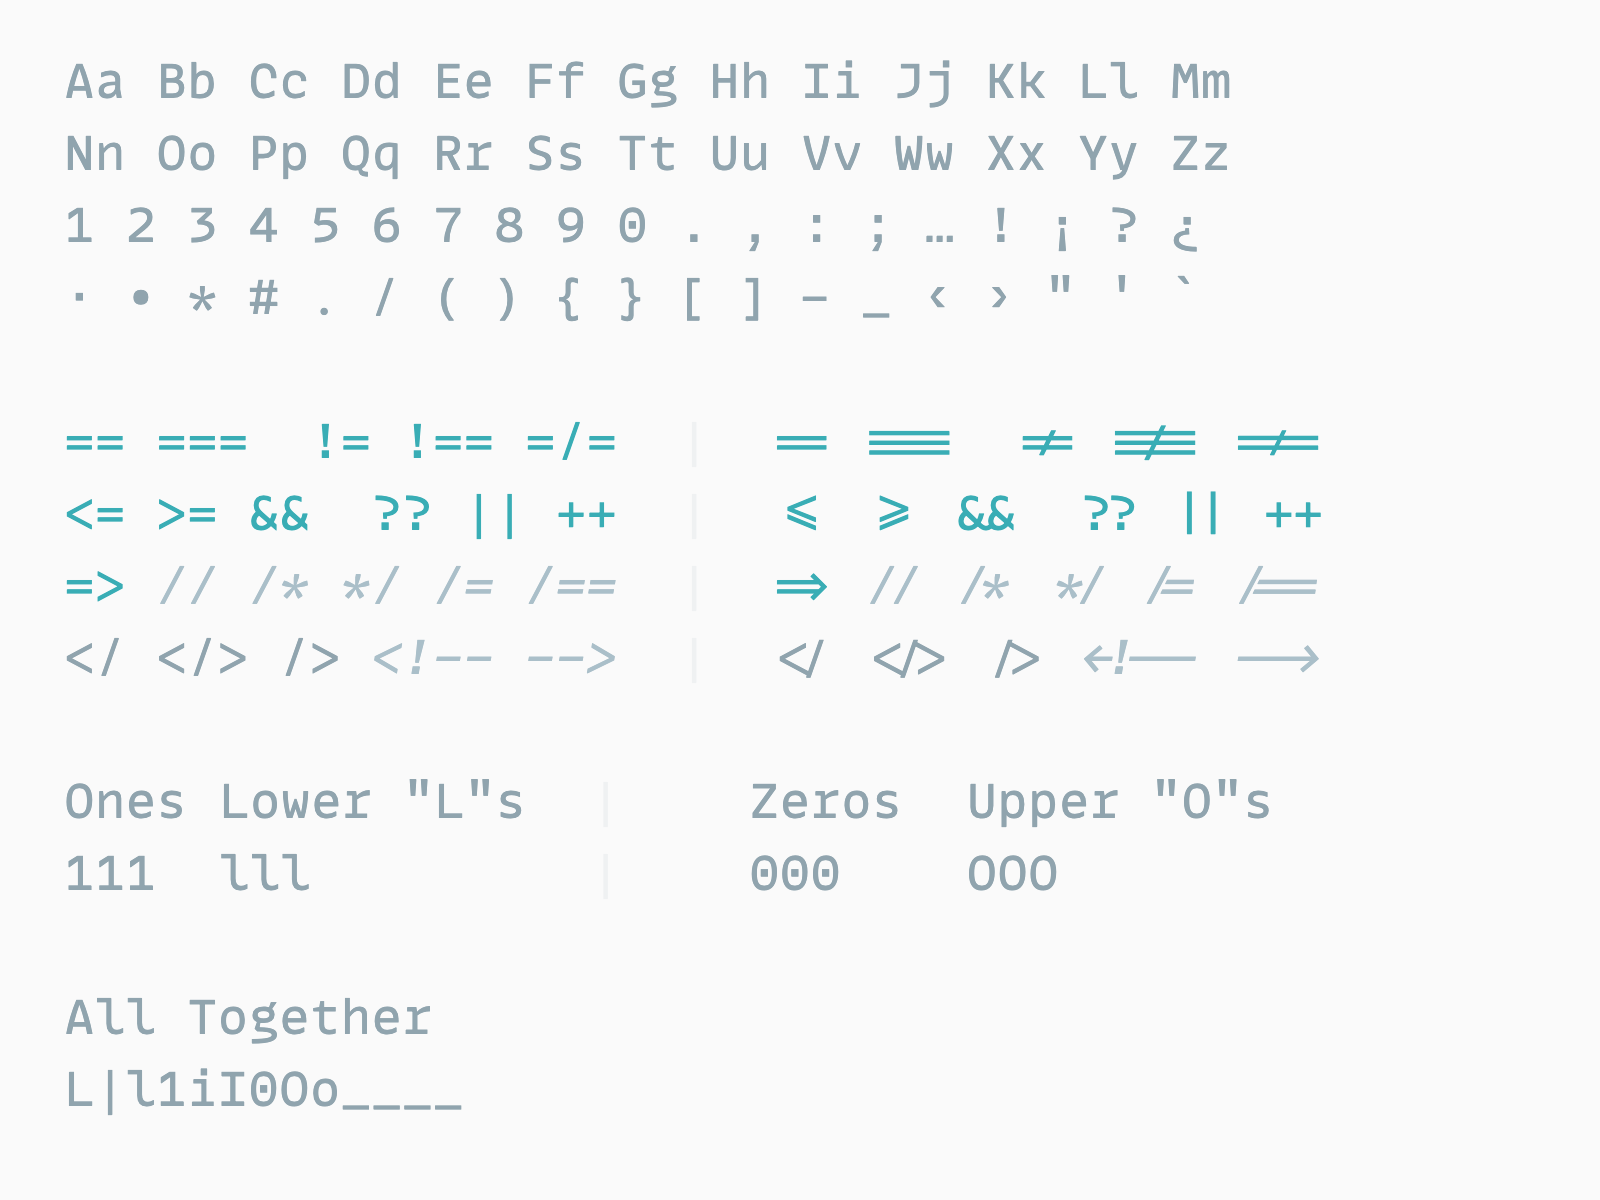 Aa Bb Cc Dd Ee Ff Gg Hh Ii Jj Kk Ll Mm
Nn Oo Pp Qq Rr Ss Tt Uu Vv Ww Xx Yy Zz
1 2 3 4 5 6 7 8 9 0 . , : ; … ! ¡ ? ¿
· • * # . / ( ) { } [ ] - _ ‹ › " ' `
== ===  != !== =/=  |  == ===  != !== =/=
<= >= &&  ?? || ++  |  <= >= &&  ?? || ++
=> // /* */ /= /==  |  => // /* */ /= /==
</ </> /> <!-- -->  |  </ </> /> <!-- -->
Ones Lower "L"s  |  Zeros  Upper "O"s
111  lll  |  000  OOO
All Together
L|l1iI0Oo____